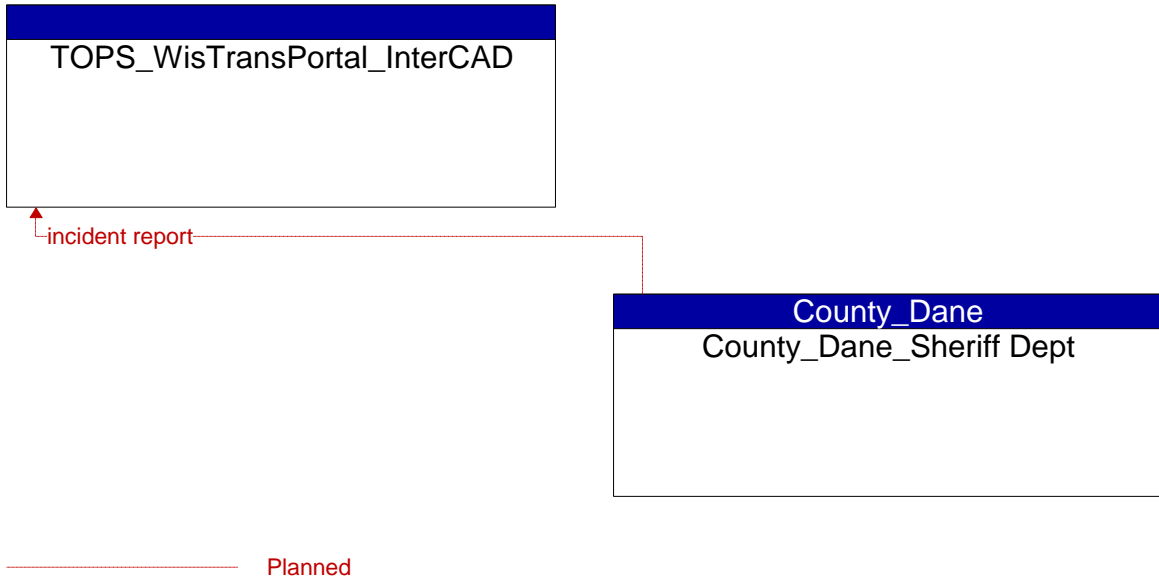 TOPS_WisTransPortal_InterCAD
incident report
County_Dane
County_Dane_Sheriff Dept
Planned